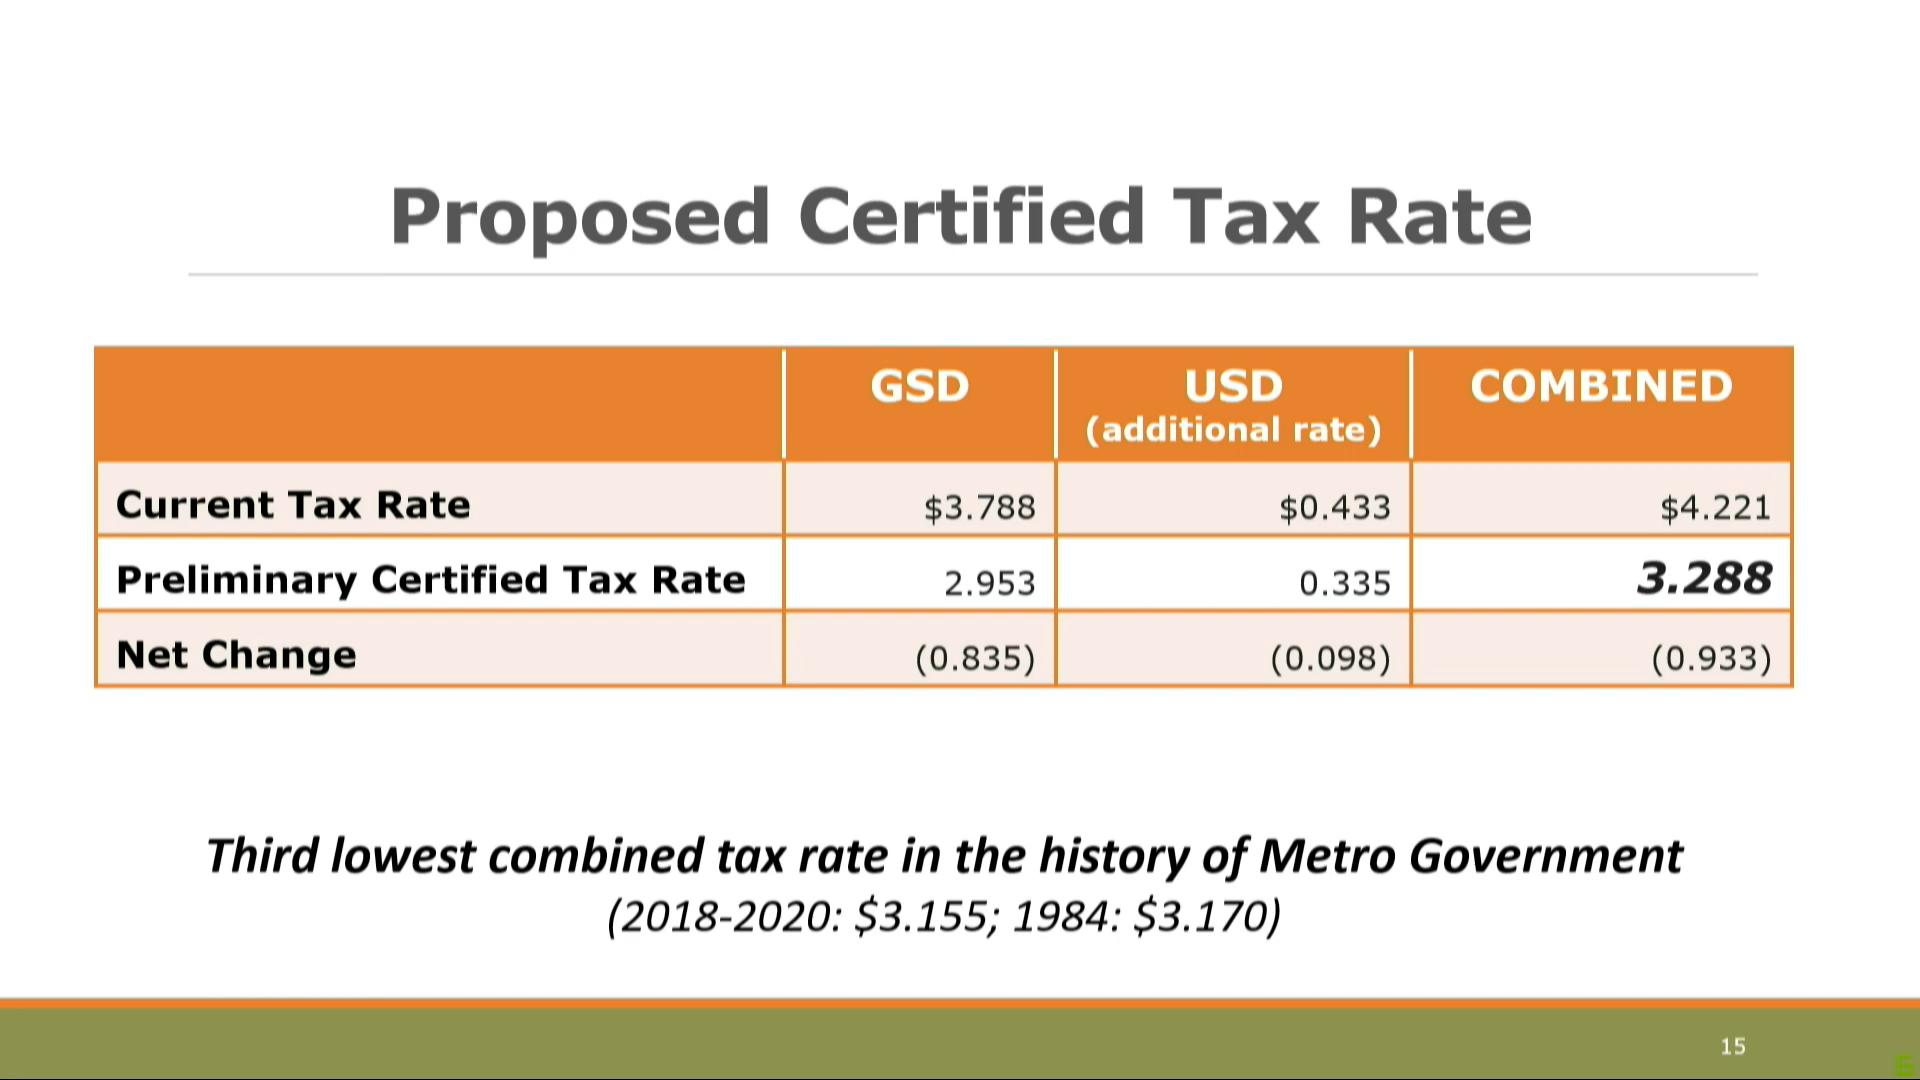 Proposed Certified Tax Rate
GSD USD COMBINED
(additional rate)
Current Tax Rate $3.788 $0.433 $4.221
Preliminary Certified Tax Rate 2.953 0.335 3.288
Net Change (0.835) (0.098) (0.933)
Third lowest combined tax rate in the history of Metro Government
(2018-2020: $3.155; 1984: $3.170)
15